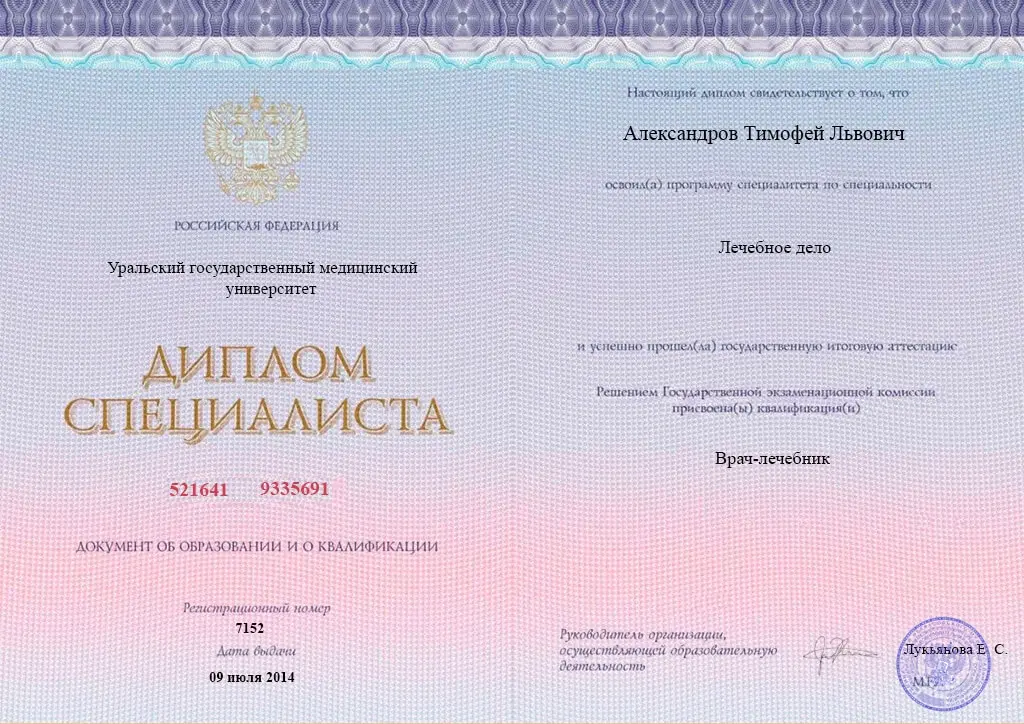 РОССИЙСКАЯ ФЕДЕРАЦИЯ
Уральский государственный медицинский
университет
ДИПЛОМ
СПЕЦИАЛИСТА
521641 9335691
ДОКУМЕНТ ОБ ОБРАЗОВАНИИ И О КВАЛИФИКАЦИИ
Регистрационный номер
7152
Дата выдачи
09 июля 2014
Настоящий диплом свидетельствует о том, что
Александров Тимофей Львович
освоил(а) программу специалитета по специальности
Лечебное дело
и успешно прошел(ла) государственную итоговую аттестацию
Решением Государственной экзаменационной комиссии
присвоена(ы) квалификация(и)
Врач-лечебник
Руководитель организации,
осуществляющей образовательную
деятельность
Лукьянова Е. С.
М.П.